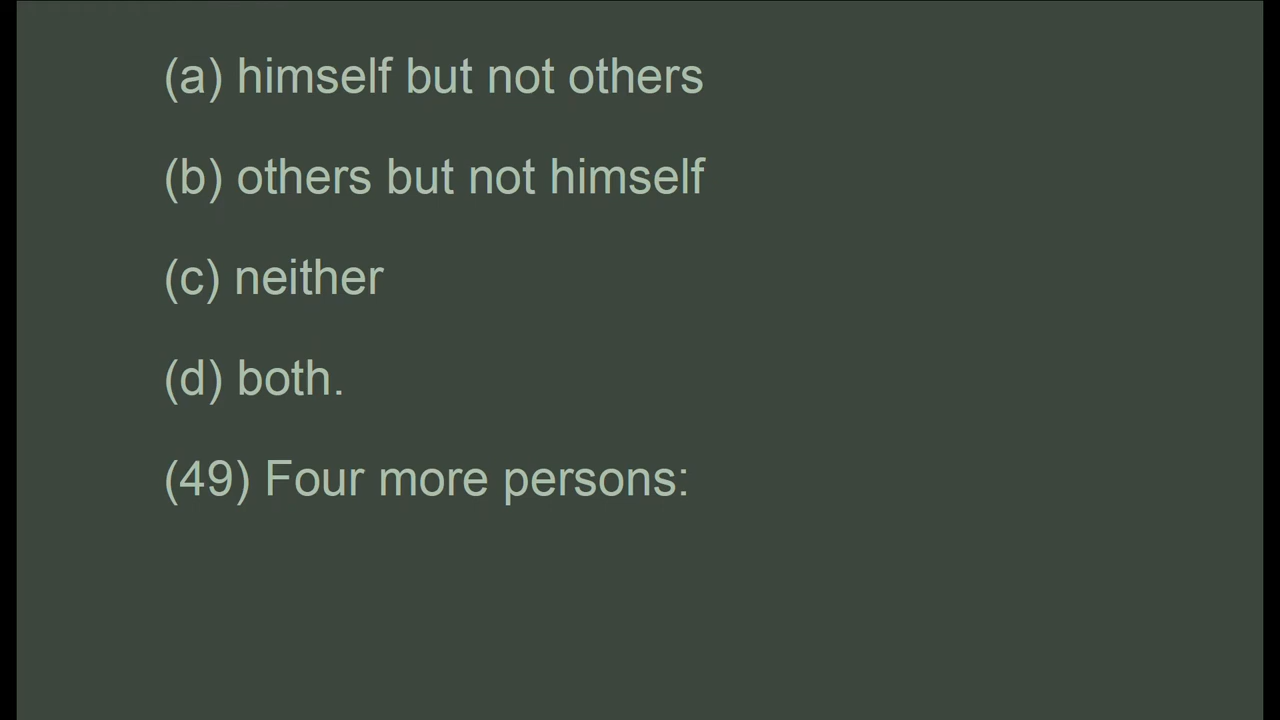 (a) himself but not others
(b) others but not himself
(c) neither
(d) both.
(49) Four more persons: